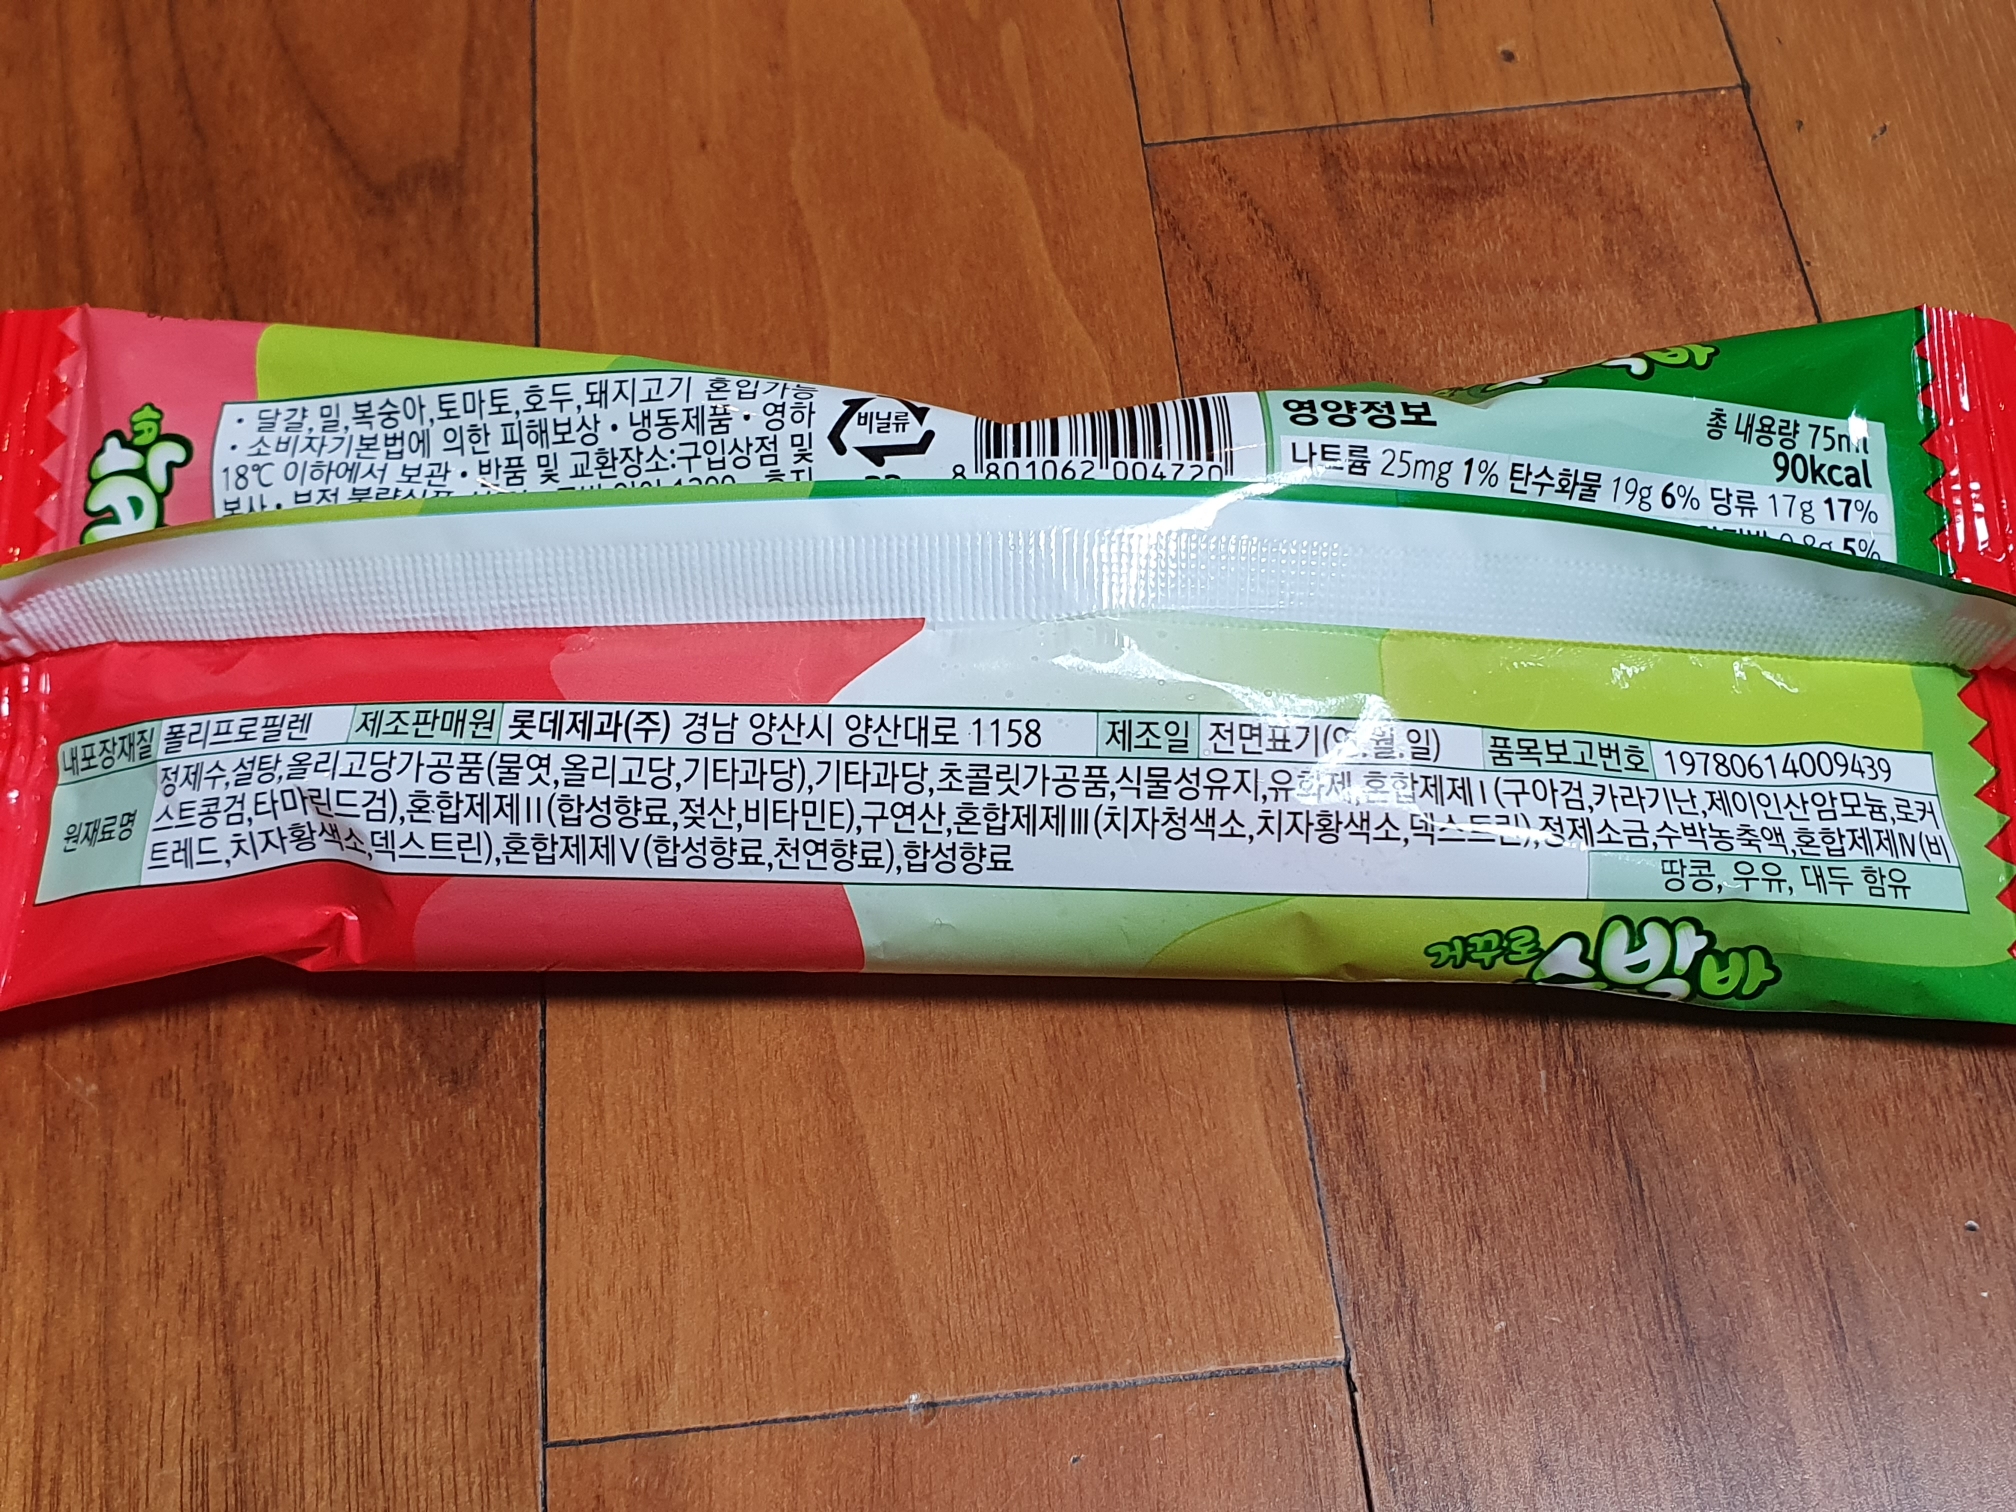 • 달걀,밀,복숭아,토마토,호두,돼지고기 혼입가능
• 소비자기본법에 의한 피해보상 • 냉동제품 • 영하
18℃ 이하에서 보관 • 반품 및 교환장소:구입상점 및
본사 • 부정·불량식품
비닐류
8 801062 004720
영양정보
총 내용량 75ml
90kcal
나트륨 25mg 1% 탄수화물 19g 6% 당류 17g 17%
0.8g 5%
내포장재질 폴리프로필렌 제조판매원 롯데제과(주) 경남 양산시 양산대로 1158 제조일 전면표기(연.월.일) 품목보고번호 19780614009439
원재료명
정제수,설탕,올리고당가공품(물엿,올리고당,기타과당),기타과당,초콜릿가공품,식물성유지,유화제,혼합제제Ⅰ(구아검,카라기난,제이인산암모늄,로커
스트콩검,타마린드검),혼합제제Ⅱ(합성향료,젖산,비타민E),구연산,혼합제제Ⅲ(치자청색소,치자황색소,덱스트린),정제소금,수박농축액,혼합제제Ⅳ(비
트레드,치자황색소,덱스트린),혼합제제Ⅴ(합성향료,천연향료),합성향료
땅콩, 우유, 대두 함유
거꾸로 수박바